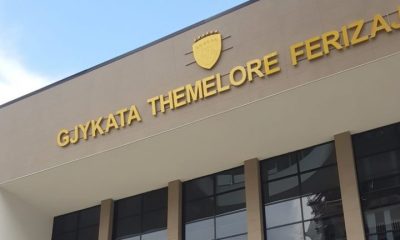 GJYKATA THEMELORE FERIZAJ